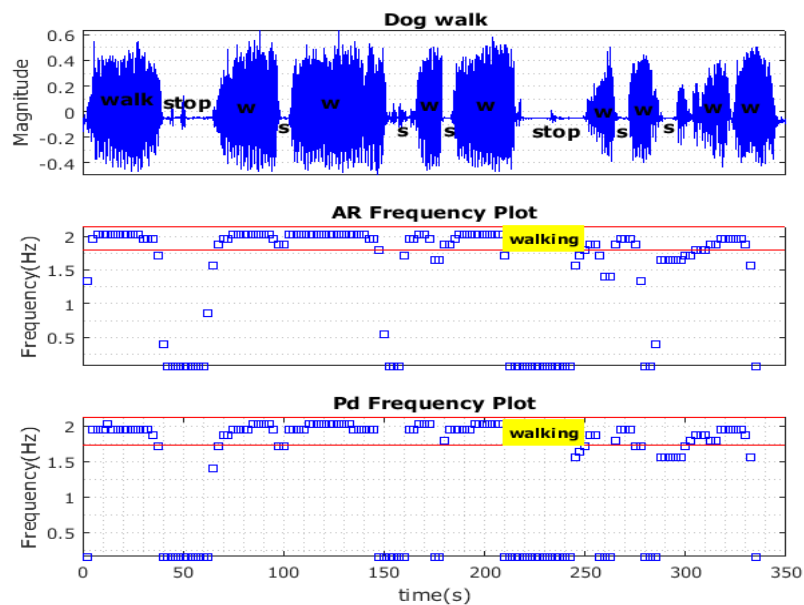 Dog walk
Magnitude
0.6
0.4
0.2
0
-0.2
-0.4
walk stop w s w s w s w stop w s w s w w
AR Frequency Plot
Frequency(Hz)
2
1.5
1
0.5
walking
Pd Frequency Plot
Frequency(Hz)
2
1.5
1
0.5
walking
0 50 100 150 200 250 300 350
time(s)